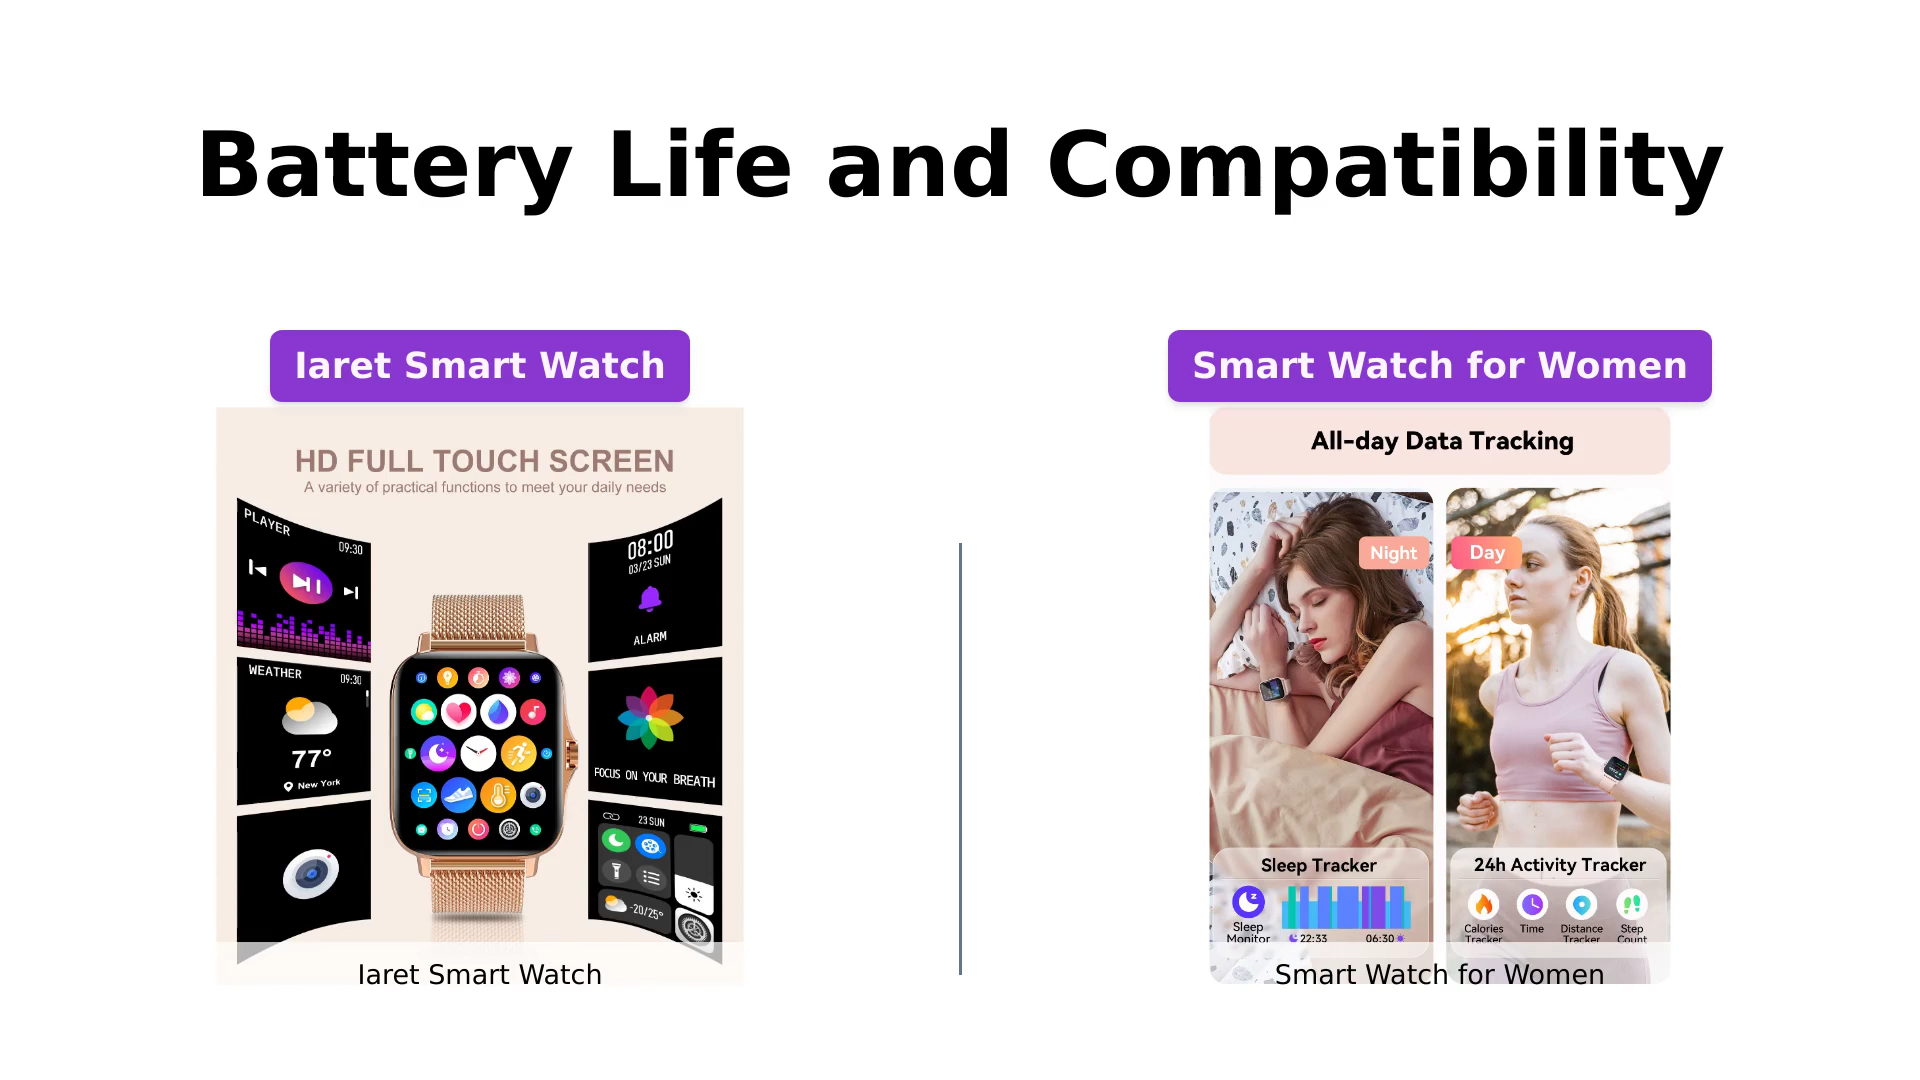 Battery Life and Compatibility
Iaret Smart Watch
HD FULL TOUCH SCREEN
A variety of practical functions to meet your daily needs
PLAYER
09:30
WEATHER
09:30
77°
New York
08:00
03/23 SUN
ALARM
FOCUS ON YOUR BREATH
23 SUN
-20/25°
Iaret Smart Watch
Smart Watch for Women
All-day Data Tracking
Night
Day
Sleep Tracker
Sleep
Monitor
22:33
06:30
24h Activity Tracker
Calories
Tracker
Time
Distance
Tracker
Step
Count
Smart Watch for Women